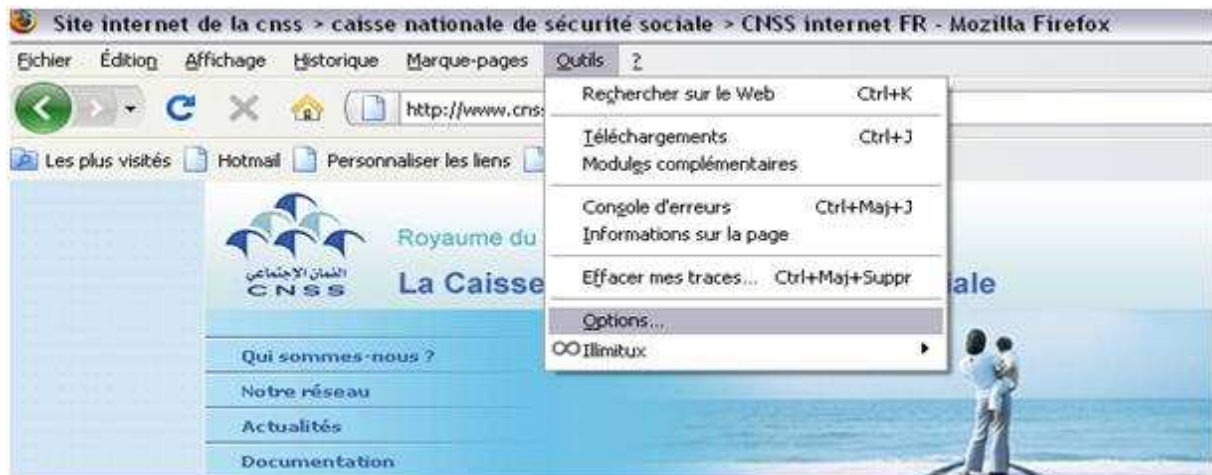 Site internet de la cnss > caisse nationale de sécurité sociale > CNSS internet FR - Mozilla Firefox
Fichier Édition Affichage Historique Marque-pages Outils ?
http://www.cns
Les plus visités Hotmail Personnaliser les liens
Rechercher sur le Web Ctrl+K
Téléchargements Ctrl+J
Modules complémentaires
Console d'erreurs Ctrl+Maj+J
Informations sur la page
Effacer mes traces... Ctrl+Maj+Suppr
Options...
Illimitux
Royaume du
الضمان الإجتماعي
CNSS
La Caisse
iale
Qui sommes-nous ?
Notre réseau
Actualités
Documentation